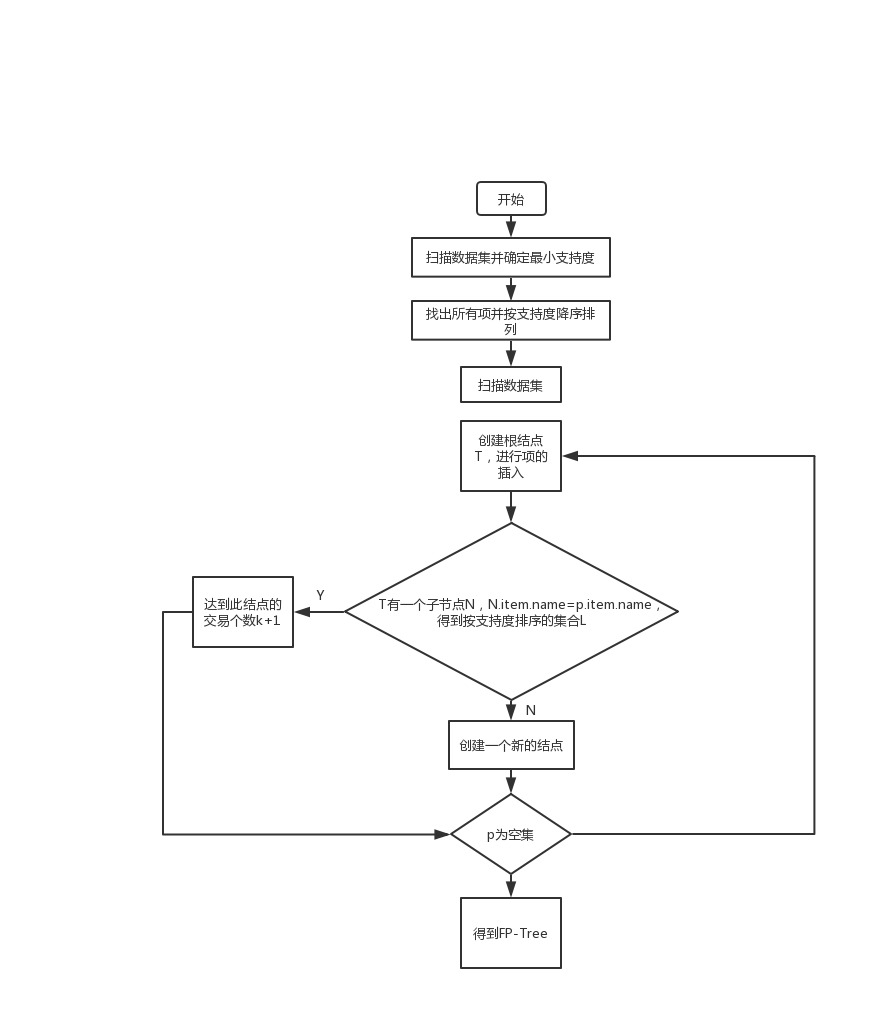 开始
扫描数据集并确定最小支持度
找出所有项并按支持度降序排
列
扫描数据集
创建根结点
T，进行项的
插入
T有一个子节点N，N.item.name=p.item.name，
得到按支持度排序的集合L
Y
达到此结点的
交易个数k+1
N
创建一个新的结点
p为空集
得到FP-Tree